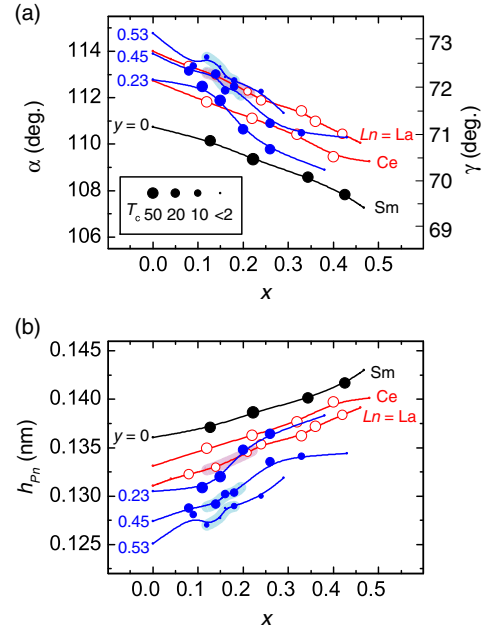 (a)
0.53
0.45
0.23
y = 0
114
112
110
108
106
α (deg.)
73
72
71
70
69
γ (deg.)
Ln = La
Ce
Sm
Tc 50 20 10 <2
0.0 0.1 0.2 0.3 0.4 0.5
x
(b)
0.145
0.140
0.135
0.130
0.125
hPn (nm)
Sm
Ce
Ln = La
y = 0
0.23
0.45
0.53
0.0 0.1 0.2 0.3 0.4 0.5
x